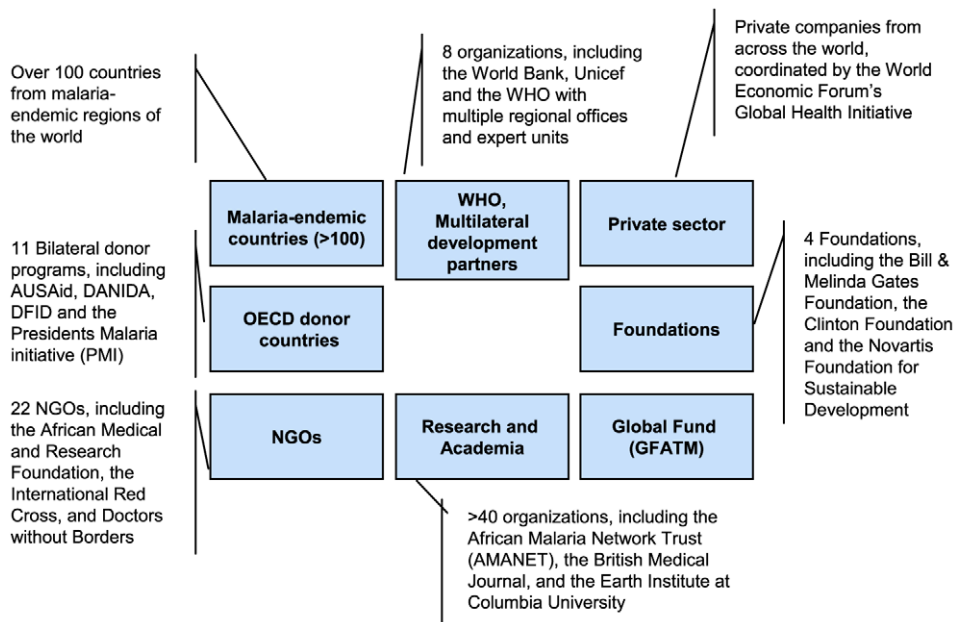 Over 100 countries
from malaria-
endemic regions of
the world
8 organizations, including
the World Bank, Unicef
and the WHO with
multiple regional offices
and expert units
Private companies from
across the world,
coordinated by the World
Economic Forum's
Global Health Initiative
Malaria-endemic
countries (>100)
WHO,
Multilateral
development
partners
Private sector
11 Bilateral donor
programs, including
AUSAid, DANIDA,
DFID and the
Presidents Malaria
initiative (PMI)
OECD donor
countries
Foundations
4 Foundations,
including the Bill &
Melinda Gates
Foundation, the
Clinton Foundation
and the Novartis
Foundation for
Sustainable
Development
22 NGOs, including
the African Medical
and Research
Foundation, the
International Red
Cross, and Doctors
without Borders
NGOs
Research and
Academia
Global Fund
(GFATM)
>40 organizations, including the
African Malaria Network Trust
(AMANET), the British Medical
Journal, and the Earth Institute at
Columbia University